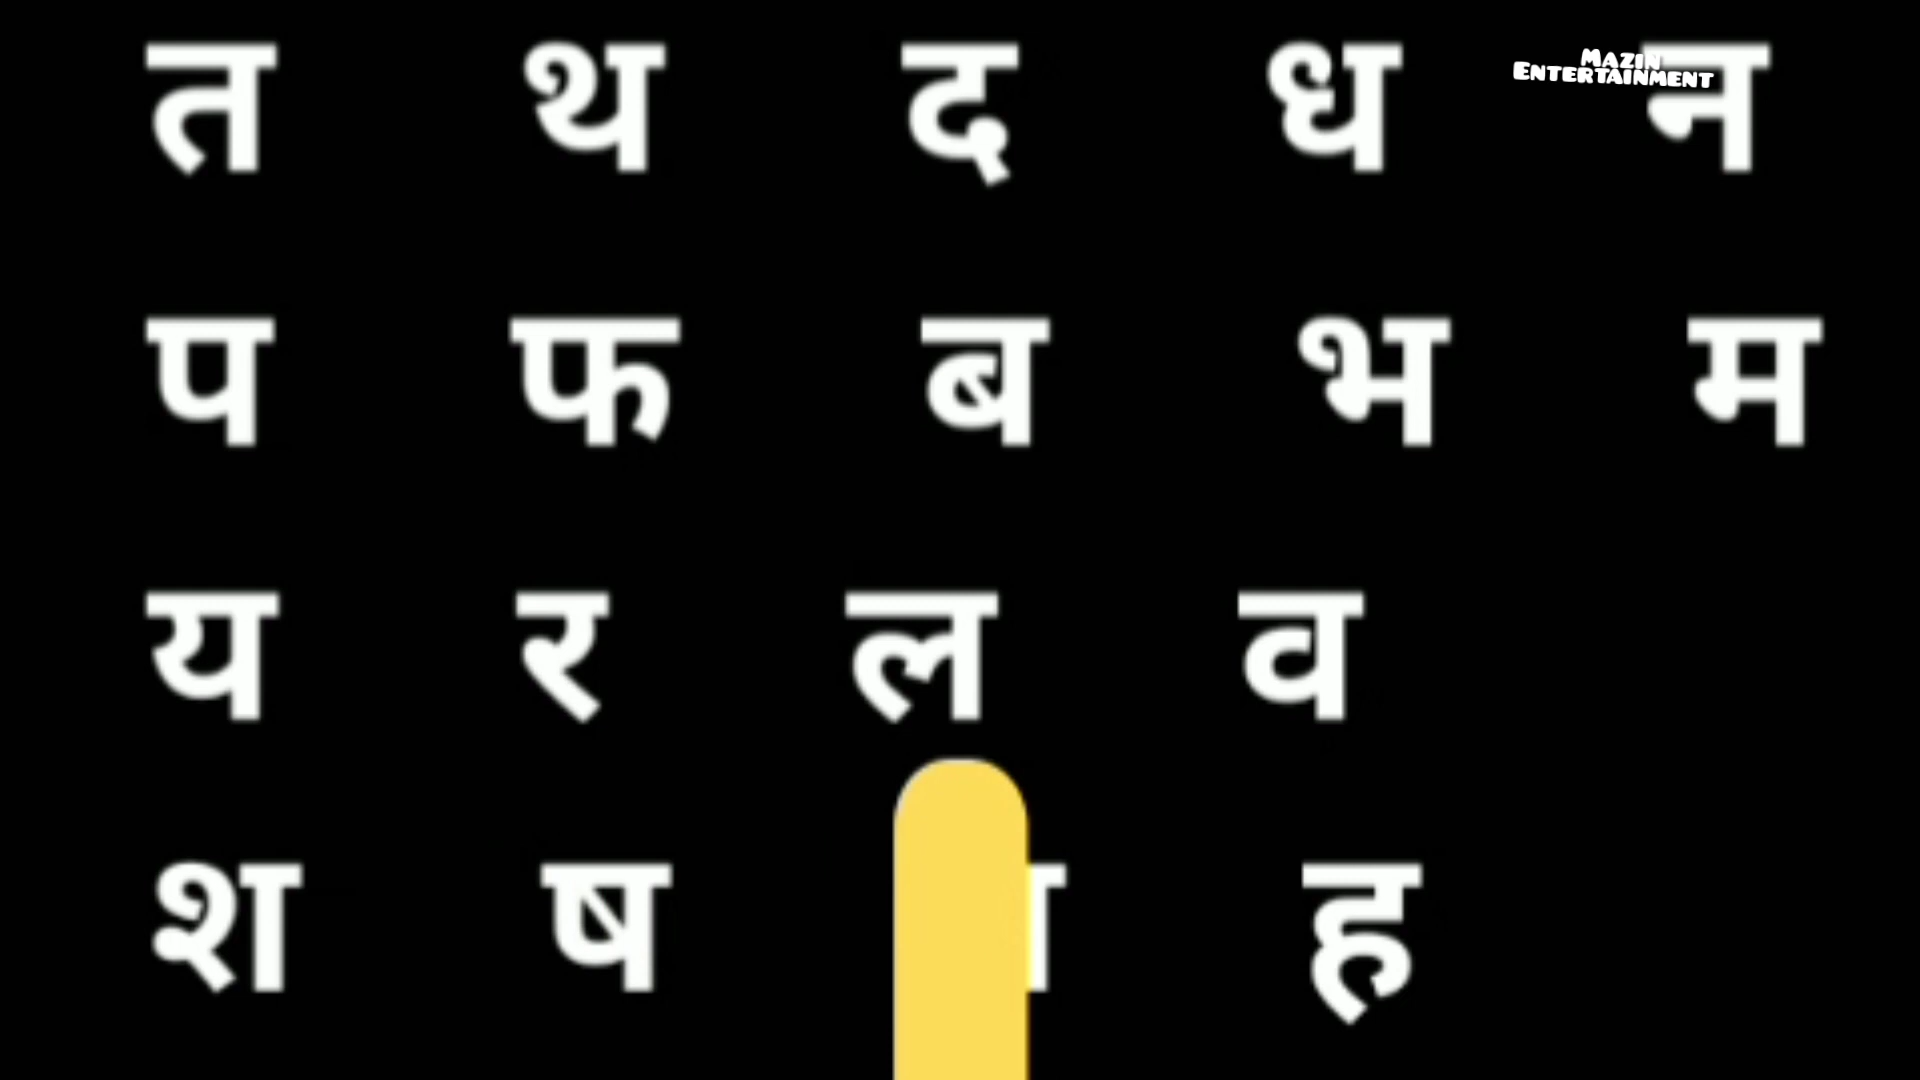 त थ द ध न
MAZIN
ENTERTAINMENT
प फ ब भ म
य र ल व
श ष ह